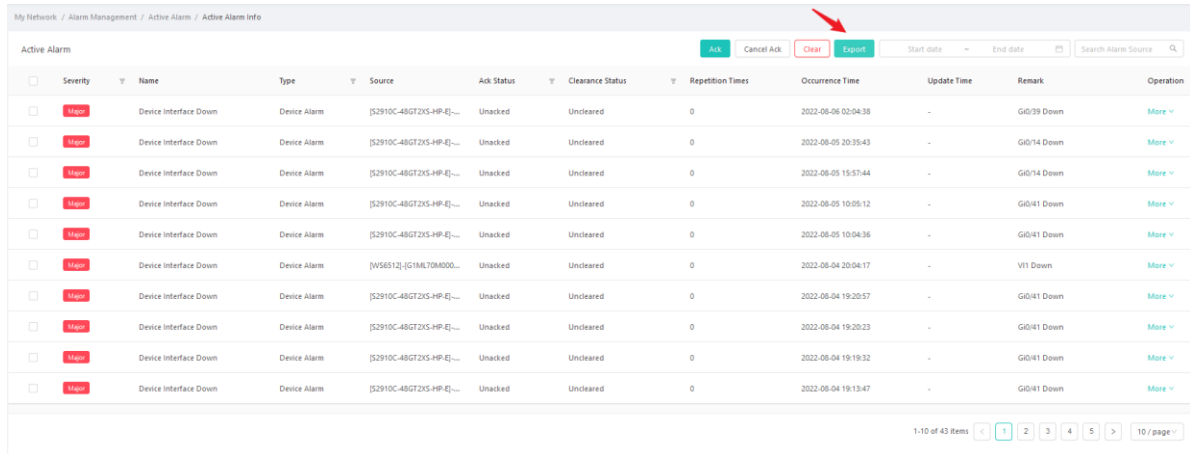 My Network / Alarm Management / Active Alarm / Active Alarm Info
Active Alarm Ack Cancel Ack Clear Export Start date ~ End date Search Alarm Source
Severity Name Type Source Ack Status Clearance Status Repetition Times Occurrence Time Update Time Remark Operation
Major Device Interface Down Device Alarm [S2910C-48GT2XS-HP-E]-... Unacked Uncleared 0 2022-08-06 02:04:38 - Gi0/39 Down More
Major Device Interface Down Device Alarm [S2910C-48GT2XS-HP-E]-... Unacked Uncleared 0 2022-08-05 20:35:43 - Gi0/14 Down More
Major Device Interface Down Device Alarm [S2910C-48GT2XS-HP-E]-... Unacked Uncleared 0 2022-08-05 15:57:44 - Gi0/14 Down More
Major Device Interface Down Device Alarm [S2910C-48GT2XS-HP-E]-... Unacked Uncleared 0 2022-08-05 10:05:12 - Gi0/41 Down More
Major Device Interface Down Device Alarm [S2910C-48GT2XS-HP-E]-... Unacked Uncleared 0 2022-08-05 10:04:36 - Gi0/41 Down More
Major Device Interface Down Device Alarm [WS6512]-[G1ML70M000... Unacked Uncleared 0 2022-08-04 20:04:17 - Vl1 Down More
Major Device Interface Down Device Alarm [S2910C-48GT2XS-HP-E]-... Unacked Uncleared 0 2022-08-04 19:20:57 - Gi0/41 Down More
Major Device Interface Down Device Alarm [S2910C-48GT2XS-HP-E]-... Unacked Uncleared 0 2022-08-04 19:20:23 - Gi0/41 Down More
Major Device Interface Down Device Alarm [S2910C-48GT2XS-HP-E]-... Unacked Uncleared 0 2022-08-04 19:19:32 - Gi0/41 Down More
Major Device Interface Down Device Alarm [S2910C-48GT2XS-HP-E]-... Unacked Uncleared 0 2022-08-04 19:13:47 - Gi0/41 Down More
1-10 of 43 items < 1 2 3 4 5 > 10 / page